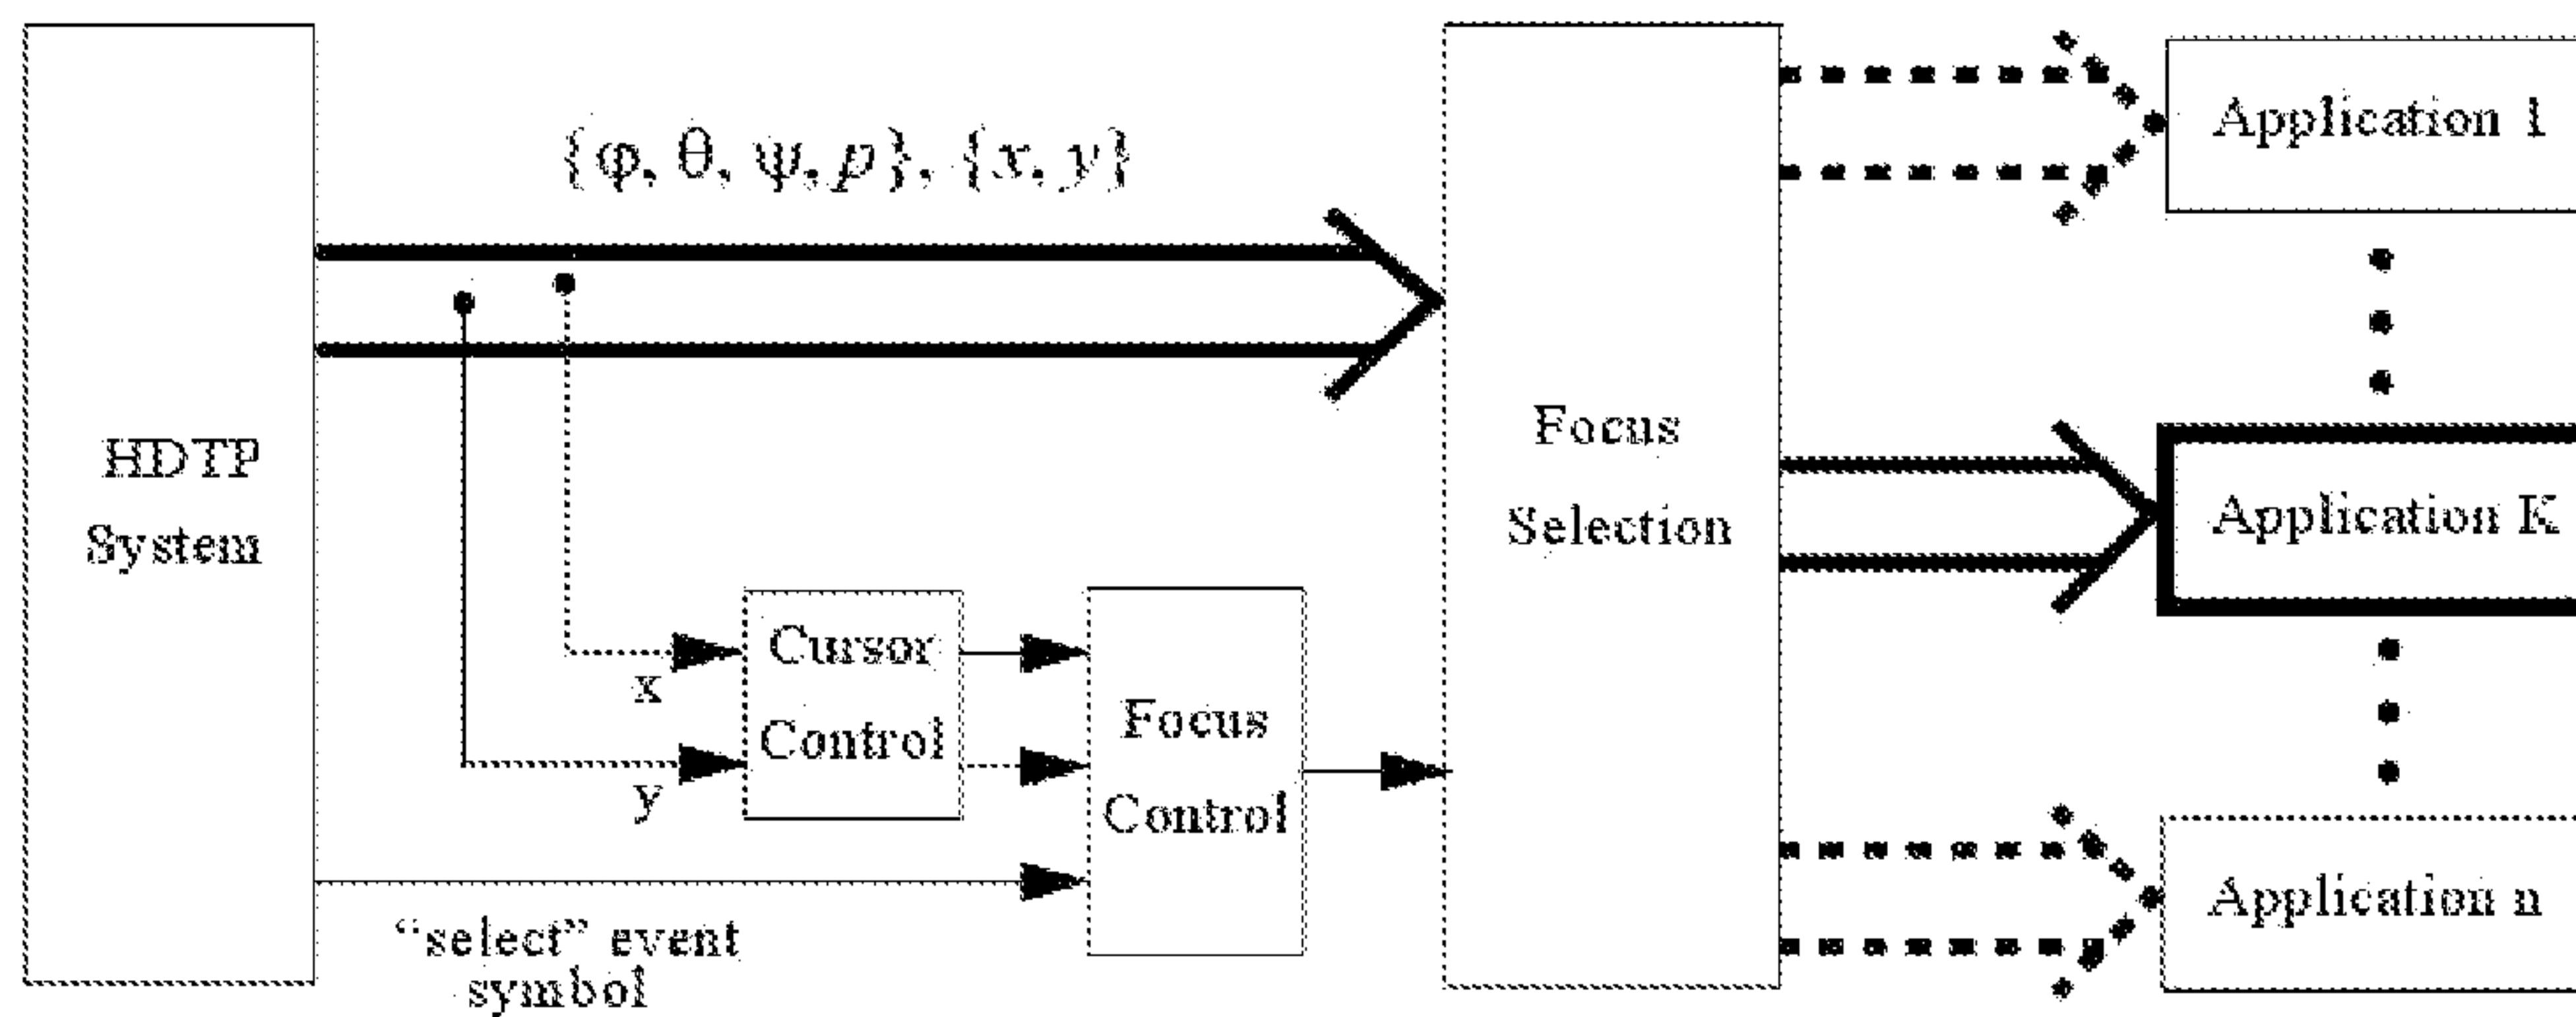 HDTP
System
{φ, θ, ψ, p}, {x, y}
x
y
Cursor
Control
Focus
Control
“select” event
symbol
Focus
Selection
Application 1
Application K
Application n